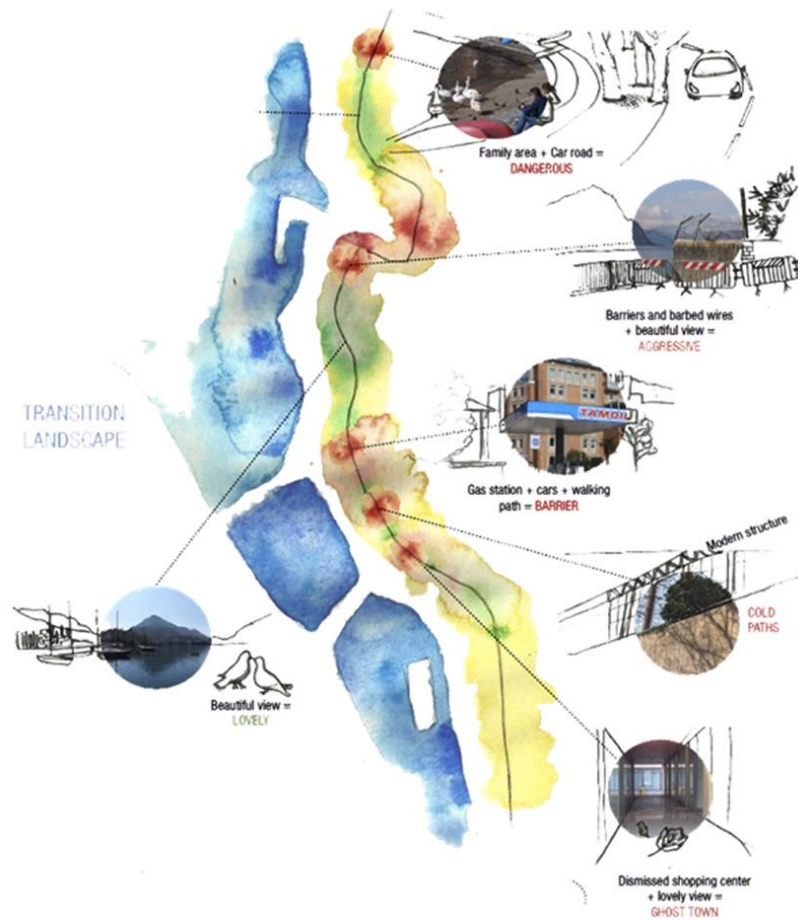 Family area + Car road =
DANGEROUS
Barriers and barbed wires
+ beautiful view =
AGGRESSIVE
TRANSITION
LANDSCAPE
TAMOIL
Gas station + cars + walking
path = BARRIER
Modern structure
COLD
PATHS
Beautiful view =
LOVELY
Dismissed shopping center
+ lovely view =
GHOST TOWN